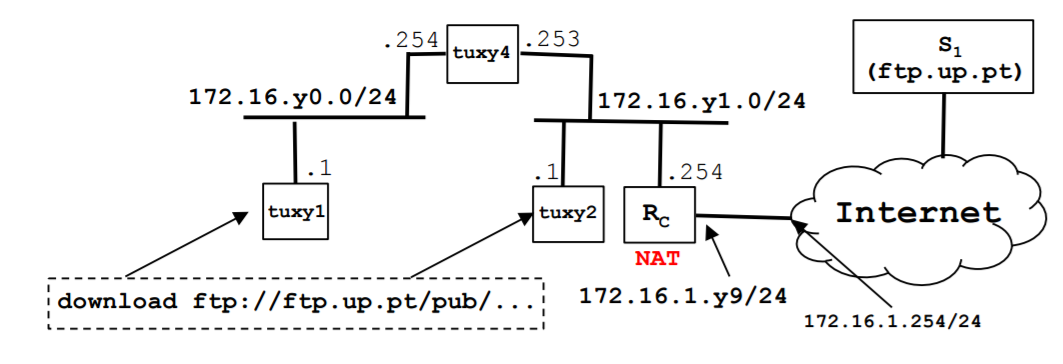 .254
tuxy4
.253
S1
(ftp.up.pt)
172.16.y0.0/24
172.16.y1.0/24
.1
.1
.254
tuxy1
tuxy2
RC
Internet
NAT
download ftp://ftp.up.pt/pub/...
172.16.1.y9/24
172.16.1.254/24